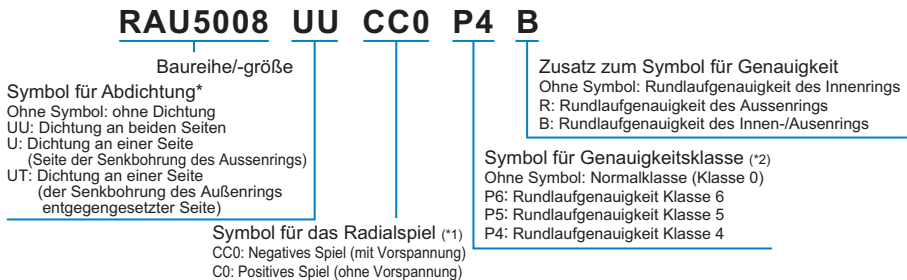 RAU5008 UU CC0 P4 B
Baureihe/-größe
Symbol für Abdichtung*
Ohne Symbol: ohne Dichtung
UU: Dichtung an beiden Seiten
U: Dichtung an einer Seite
(Seite der Senkbohrung des Aussenrings)
UT: Dichtung an einer Seite
(der Senkbohrung des Außenrings
entgegengesetzter Seite)
Symbol für das Radialspiel (*1)
CC0: Negatives Spiel (mit Vorspannung)
C0: Positives Spiel (ohne Vorspannung)
Symbol für Genauigkeitsklasse (*2)
Ohne Symbol: Normalklasse (Klasse 0)
P6: Rundlaufgenauigkeit Klasse 6
P5: Rundlaufgenauigkeit Klasse 5
P4: Rundlaufgenauigkeit Klasse 4
Zusatz zum Symbol für Genauigkeit
Ohne Symbol: Rundlaufgenauigkeit des Innenrings
R: Rundlaufgenauigkeit des Aussenrings
B: Rundlaufgenauigkeit des Innen-/Ausenrings